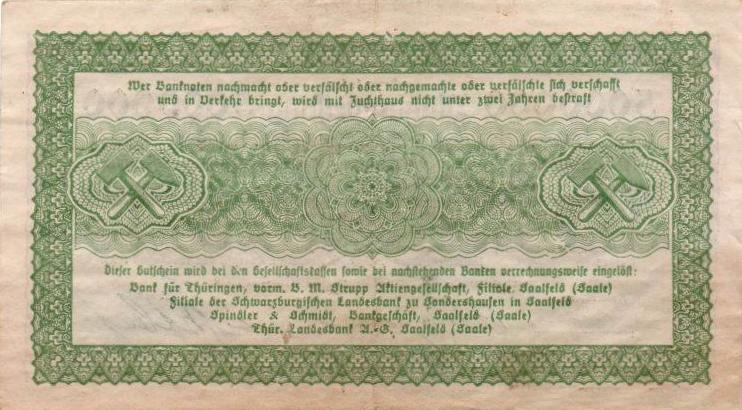 Wer Banknoten nachmacht oder verfälscht oder nachgemachte oder verfälschte sich verschafft
und in Verkehr bringt, wird mit Zuchthaus nicht unter zwei Jahren bestraft
Dieser Gutschein wird bei den Gesellschaftskassen sowie bei nachstehenden Banken verrechnungsweise eingelöst:
Bank für Thüringen, vorm. B. M. Strupp Aktiengesellschaft, Filiale Saalfeld (Saale)
Filiale der Schwarzburgischen Landesbank zu Sondershausen in Saalfeld
Spindler & Schmidt, Bankgeschäft, Saalfeld (Saale)
Thür. Landesbank A.-G. Saalfeld (Saale)